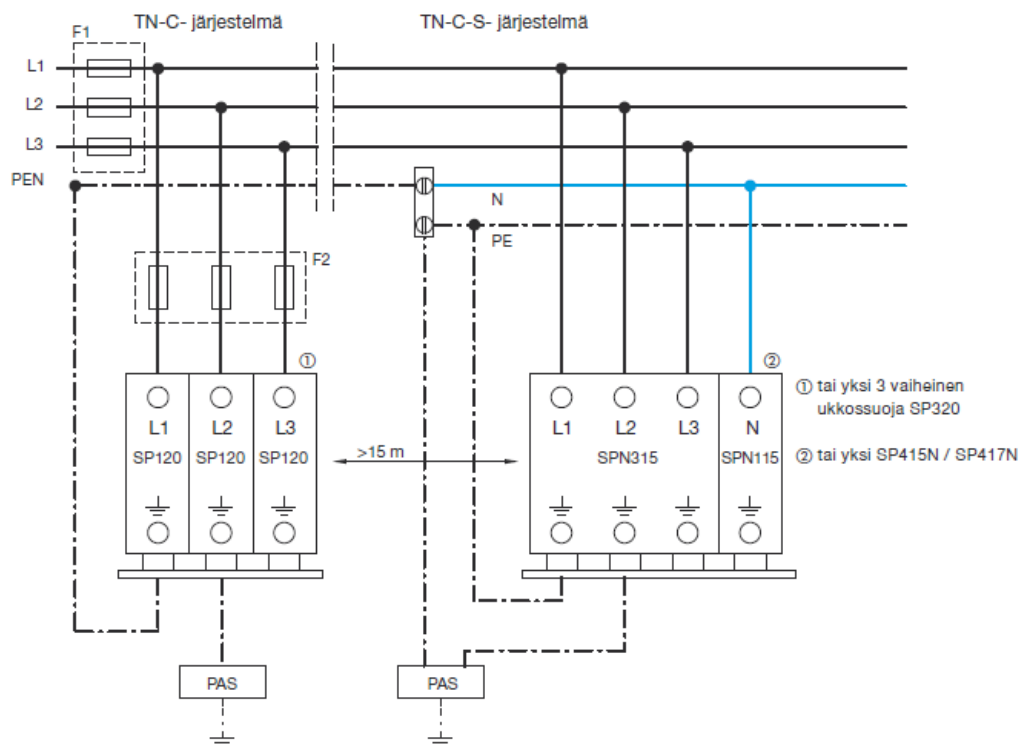 TN-C- järjestelmä
TN-C-S- järjestelmä
F1
L1
L2
L3
PEN
N
PE
F2
①
②
L1 L2 L3
SP120 SP120 SP120
>15 m
L1 L2 L3 N
SPN315 SPN115
① tai yksi 3 vaiheinen
ukkossuoja SP320
② tai yksi SP415N / SP417N
PAS
PAS